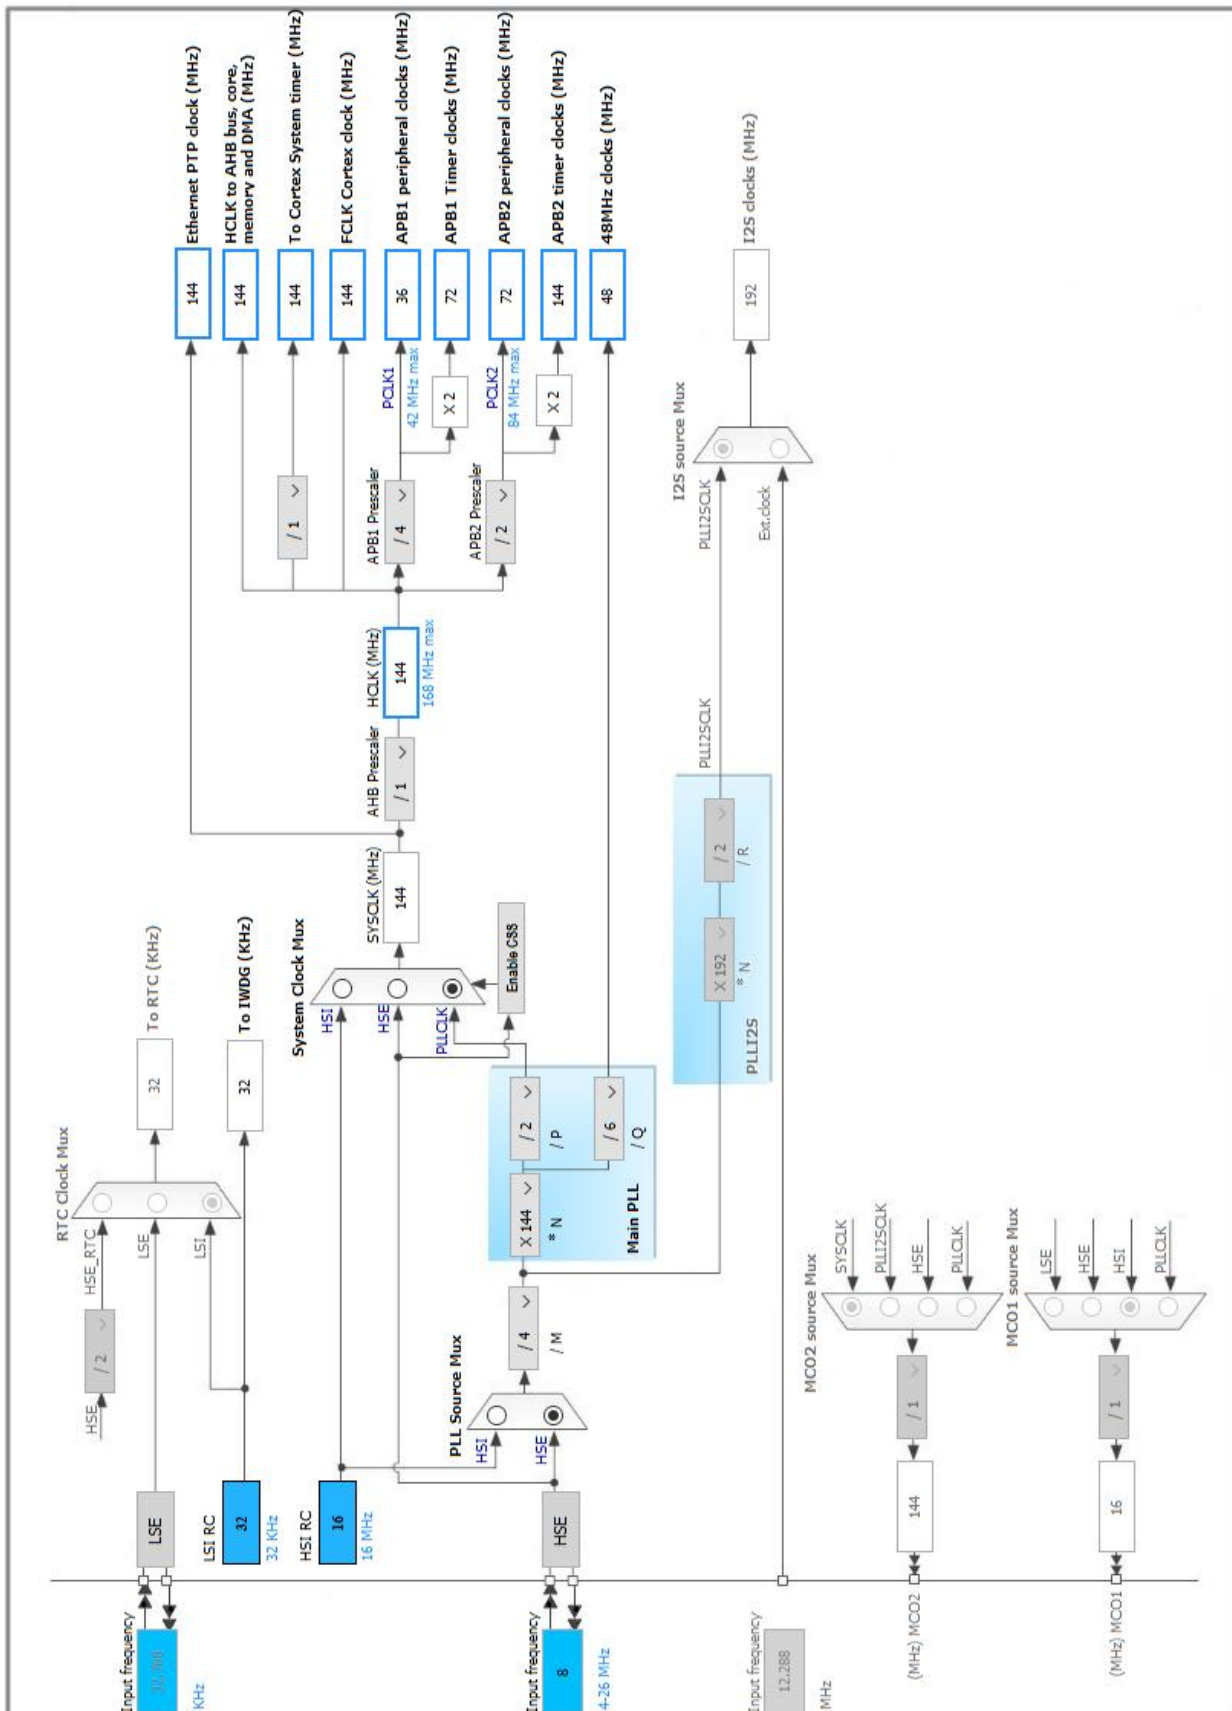 Input frequency
KHz
LSE
HSE
/ 2
HSE_RTC
LSE
LSI
RTC Clock Mux
32
To RTC (KHz)
LSI RC
32
32 KHz
32
To IWDG (KHz)
HSI RC
16
16 MHz
System Clock Mux
HSI
HSE
PLLCLK
Enable CSS
SYSCLK (MHz)
144
AHB Prescaler
/ 1
HCLK (MHz)
144
168 MHz max
144
Ethernet PTP clock (MHz)
144
HCLK to AHB bus, core,
memory and DMA (MHz)
/ 1
144
To Cortex System timer (MHz)
144
FCLK Cortex clock (MHz)
APB1 Prescaler
/ 4
PCLK1
42 MHz max
36
APB1 peripheral clocks (MHz)
X 2
72
APB1 Timer clocks (MHz)
APB2 Prescaler
/ 2
PCLK2
84 MHz max
72
APB2 peripheral clocks (MHz)
X 2
144
APB2 timer clocks (MHz)
48
48MHz clocks (MHz)
Input frequency
8
4-26 MHz
HSE
PLL Source Mux
HSI
HSE
/ 4
/ M
X 144
* N
/ 2
/ P
/ 6
/ Q
Main PLL
X 192
* N
/ 2
/ R
PLLI2S
PLLI2SCLK
I2S source Mux
PLLI2SCLK
Ext.clock
192
I2S clocks (MHz)
Input frequency
12.288
MHz
MCO2 source Mux
SYSCLK
PLLI2SCLK
HSE
PLLCLK
/ 1
144
(MHz) MCO2
MCO1 source Mux
LSE
HSE
HSI
PLLCLK
/ 1
16
(MHz) MCO1